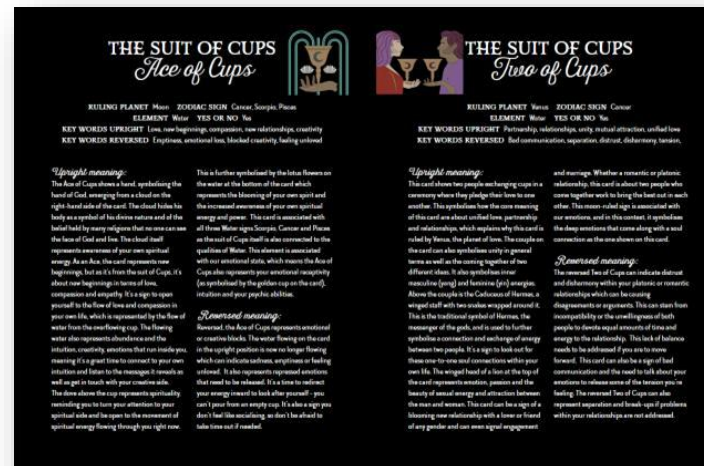 THE SUIT OF CUPS
Ace of Cups
RULING PLANET Moon ZODIAC SIGN Cancer, Scorpio, Pisces
ELEMENT Water YES OR NO Yes
KEY WORDS UPRIGHT Love, new beginnings, compassion, new relationships, creativity
KEY WORDS REVERSED Emptiness, emotional loss, blocked creativity, feeling unloved
Upright meaning:
The Ace of Cups shows a hand, symbolising the
hand of God, emerging from a cloud on the
right-hand side of the card. The cloud hides his
body as a symbol of his divine nature and of the
belief held by many religions that no one can see
the face of God and live. The cloud itself
represents awareness of your own spiritual
energy. As an Ace, the card represents new
beginnings, but as it's from the suit of Cups, it's
about new beginnings in terms of love,
compassion and empathy. It's a sign to open
yourself to the flow of love and compassion in
your own life, which is represented by the flow of
water from the overflowing cup. The flowing
water also represents abundance and the
intuition, creativity, emotions that run inside you,
meaning it's a great time to connect to your own
intuition and listen to the messages it reveals as
well as get in touch with your creative side.
The dove above the cup represents spirituality,
reminding you to turn your attention to your
spiritual side and be open to the movement of
spiritual energy flowing through you right now.
This is further symbolised by the lotus flowers on
the water at the bottom of the card which
represents the blooming of your own spirit and
the increased awareness of your spiritual
energy and power. This card is associated with
all three Water signs Scorpio, Cancer and Pisces
as the suit of Cups itself is also connected to the
qualities of Water. This element is associated
with our emotional state, which means the Ace of
Cups also represents your emotional receptivity
(as symbolised by the golden cup on the card),
intuition and your psychic abilities.
Reversed meaning:
Reversed, the Ace of Cups represents emotional
or creative blocks. The water flowing on the card
in the upright position is now no longer flowing
which can indicate sadness, emptiness or feeling
unloved. It also represents repressed emotions
that need to be released. It's a time to redirect
your energy inward to look after yourself - you
can't pour from an empty cup. It's also a sign you
don't feel like socialising, so don't be afraid to
take time out if needed.
THE SUIT OF CUPS
Two of Cups
RULING PLANET Venus ZODIAC SIGN Cancer
ELEMENT Water YES OR NO Yes
KEY WORDS UPRIGHT Partnership, relationships, unity, mutual attraction, unified love
KEY WORDS REVERSED Bad communication, separation, distrust, disharmony, tension,
Upright meaning:
This card shows two people exchanging cups in a
ceremony where they pledge their love to one
another. This symbolises how the core meaning
of this card are about unified love, partnership
and relationships, which explains why this card is
ruled by Venus, the planet of love. The couple on
the card can also symbolises unity in general
terms as well as the coming together of two
different ideas. It also symbolises inner
masculine (yang) and feminine (yin) energies.
Above the couple is the Caduceus of Hermes, a
winged staff with two snakes wrapped around it.
This is the traditional symbol of Hermes, the
messenger of the gods, and is used to further
symbolise a connection and exchange of energy
between two people. It's a sign to look out for
these one-to-one soul connections within your
own life. The winged head of a lion at the top of
the card represents emotion, passion and the
beauty of sexual energy and attraction between
the man and woman. This card can be a sign of a
blooming new relationship with a lover or friend
of any gender and can even signal engagement
and marriage. Whether a romantic or platonic
relationship, this card is about two people who
come together work to bring the best out in each
other. This moon-ruled sign is associated with
our emotions, and in this context, it symbolises
the deep emotions that come along with a soul
connection as the one shown on this card.
Reversed meaning:
The reversed Two of Cups can indicate distrust
and disharmony within your platonic or romantic
relationships which can be causing
disagreements or arguments. This can stem from
incompatibility or the unwillingness of both
people to devote equal amounts of time and
energy to the relationship. This lack of balance
needs to be addressed if you are to move
forward. This card can also be a sign of bad
communication and the need to talk about your
emotions to release some of the tension you're
feeling. The reversed Two of Cups can also
represent separation and break-ups if problems
within your relationships are not addressed.